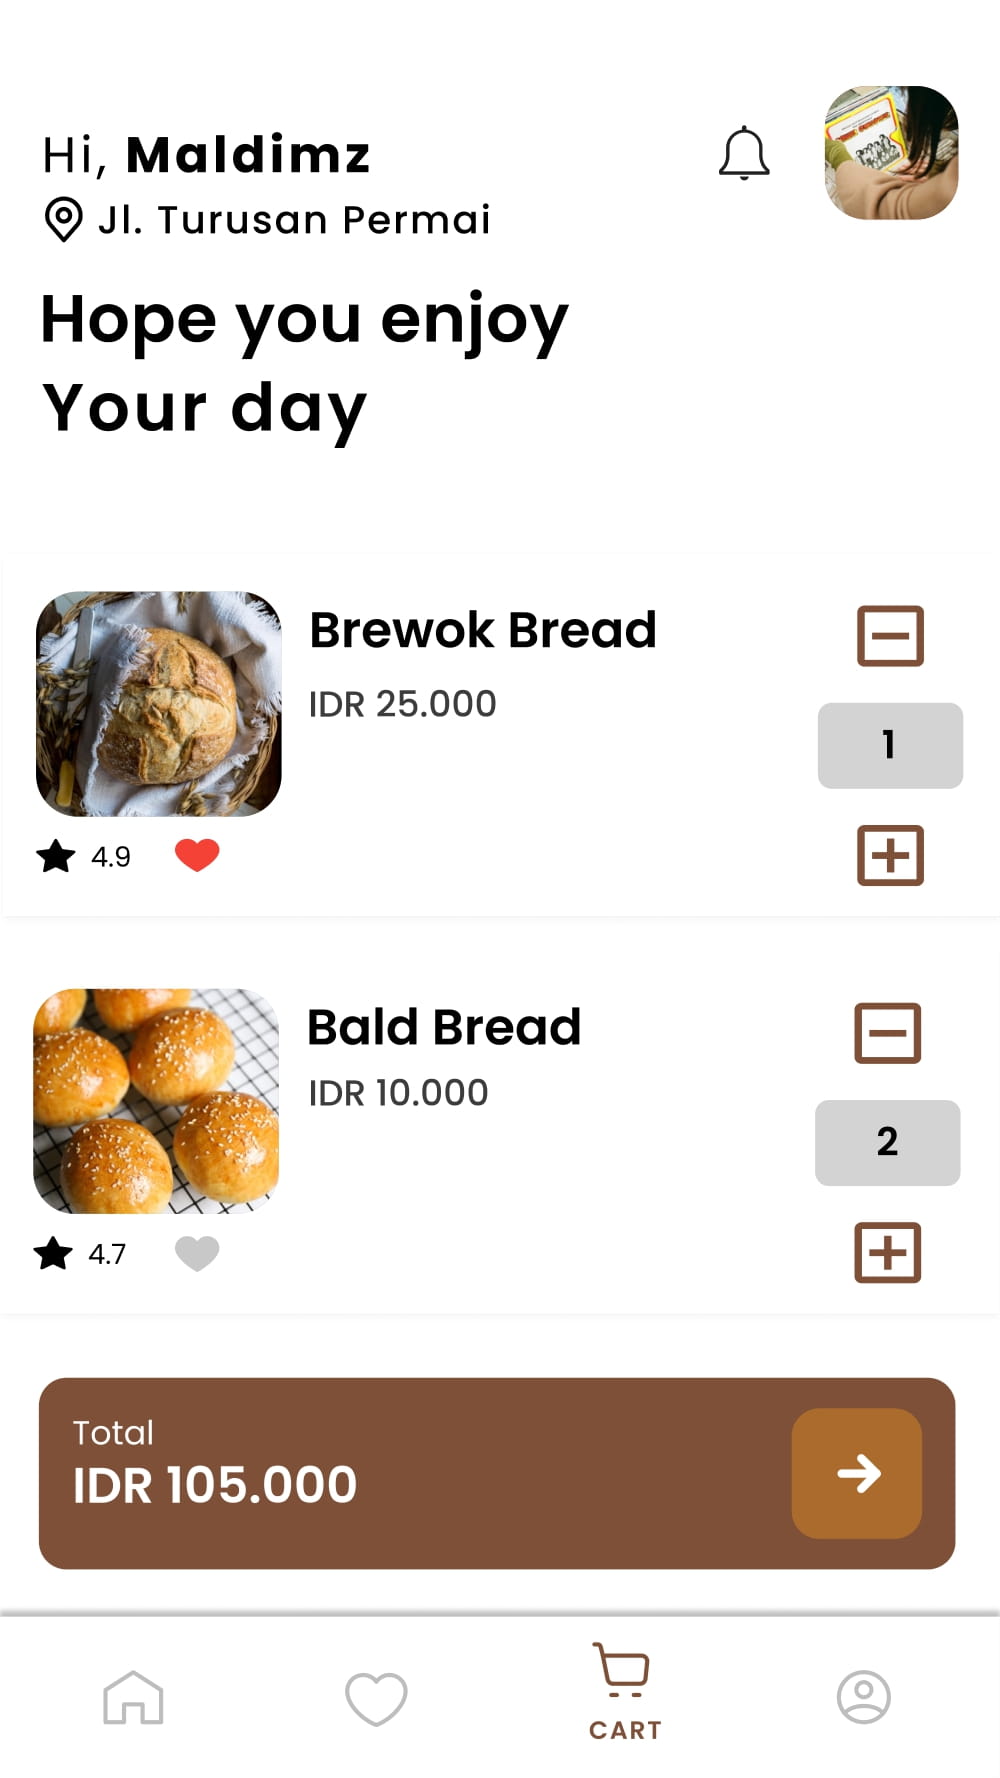 Hi, Maldimz
Jl. Turusan Permai
Hope you enjoy
Your day
Brewok Bread
IDR 25.000
1
4.9
Bald Bread
IDR 10.000
2
4.7
Total
IDR 105.000
CART